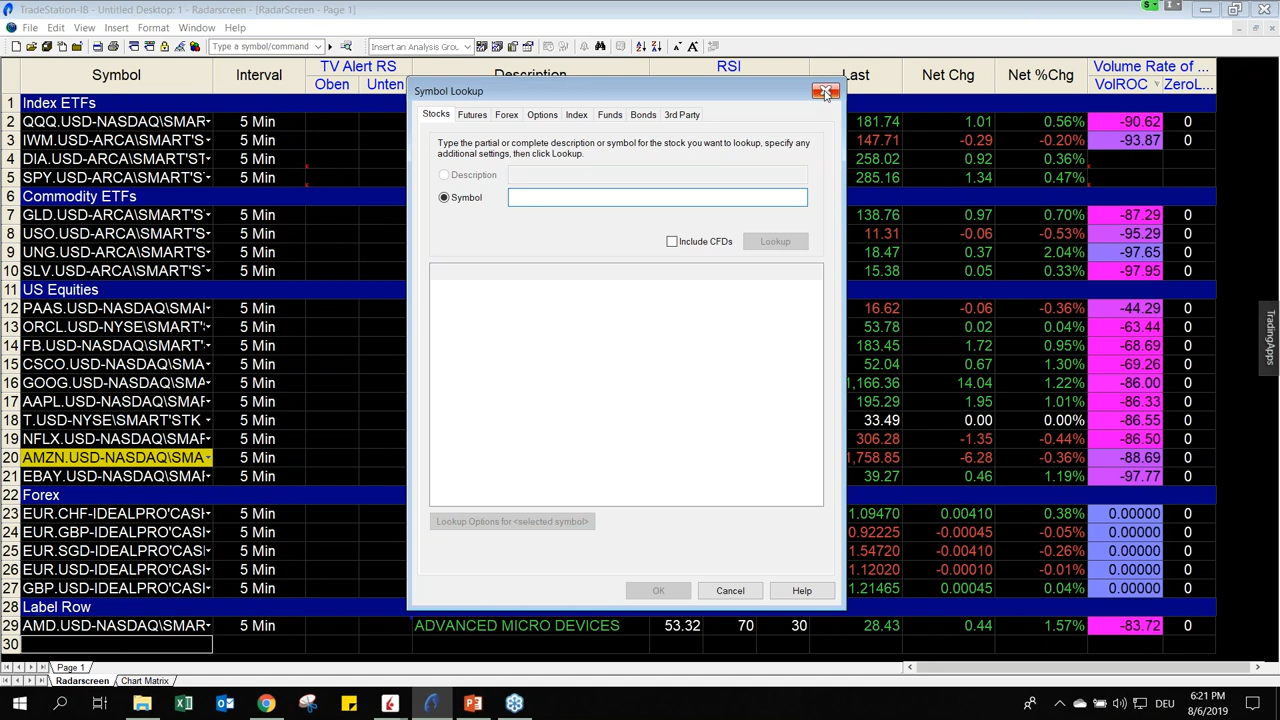 TradeStation-IB - Untitled Desktop: 1 - Radarscreen - [RadarScreen - Page 1]
File Edit View Insert Format Window Help
Type a symbol/command Insert an Analysis Group
Symbol Interval TV Alert RS Description RSI Last Net Chg Net %Chg Volume Rate of ...
Oben Unten VolROC ZeroL...
1 Index ETFs
2 QQQ.USD-NASDAQ\SMAR 5 Min 181.74 1.01 0.56% -90.62 0
3 IWM.USD-ARCA\SMART'S 5 Min 147.71 -0.29 -0.20% -93.87 0
4 DIA.USD-ARCA\SMART'ST 5 Min 258.02 0.92 0.36%
5 SPY.USD-ARCA\SMART'S 5 Min 285.16 1.34 0.47%
6 Commodity ETFs
7 GLD.USD-ARCA\SMART'S 5 Min 138.76 0.97 0.70% -87.29 0
8 USO.USD-ARCA\SMART'S 5 Min 11.31 -0.06 -0.53% -95.29 0
9 UNG.USD-ARCA\SMART'S 5 Min 18.47 0.37 2.04% -97.65 0
10 SLV.USD-ARCA\SMART'S 5 Min 15.38 0.05 0.33% -97.95 0
11 US Equities
12 PAAS.USD-NASDAQ\SMA 5 Min 16.62 -0.06 -0.36% -44.29 0
13 ORCL.USD-NYSE\SMART' 5 Min 53.78 0.02 0.04% -63.44 0
14 FB.USD-NASDAQ\SMART' 5 Min 183.45 1.72 0.95% -68.69 0
15 CSCO.USD-NASDAQ\SMA 5 Min 52.04 0.67 1.30% -69.26 0
16 GOOG.USD-NASDAQ\SMA 5 Min ,166.36 14.04 1.22% -86.00 0
17 AAPL.USD-NASDAQ\SMAF 5 Min 195.29 1.95 1.01% -86.33 0
18 T.USD-NYSE\SMART'STK 5 Min 33.49 0.00 0.00% -86.55 0
19 NFLX.USD-NASDAQ\SMAF 5 Min 306.28 -1.35 -0.44% -86.50 0
20 AMZN.USD-NASDAQ\SMA 5 Min 1,758.85 -6.28 -0.36% -88.69 0
21 EBAY.USD-NASDAQ\SMAF 5 Min 39.27 0.46 1.19% -97.77 0
22 Forex
23 EUR.CHF-IDEALPRO'CASI 5 Min 1.09470 0.00410 0.38% 0.00000 0
24 EUR.GBP-IDEALPRO'CASI 5 Min 0.92225 -0.00045 -0.05% 0.00000 0
25 EUR.SGD-IDEALPRO'CASI 5 Min 1.54720 -0.00410 -0.26% 0.00000 0
26 EUR.USD-IDEALPRO'CASI 5 Min 1.12020 -0.00010 -0.01% 0.00000 0
27 GBP.USD-IDEALPRO'CASI 5 Min 1.21465 0.00045 0.04% 0.00000 0
28 Label Row
29 AMD.USD-NASDAQ\SMAR 5 Min ADVANCED MICRO DEVICES 53.32 70 30 28.43 0.44 1.57% -83.72 0
30
Symbol Lookup
Stocks Futures Forex Options Index Funds Bonds 3rd Party
Type the partial or complete description or symbol for the stock you want to lookup, specify any
additional settings, then click Lookup.
Description
Symbol
Include CFDs Lookup
Lookup Options for <selected symbol>
OK Cancel Help
TradingApps
Page 1
Radarscreen Chart Matrix
DEU
6:21 PM
8/6/2019